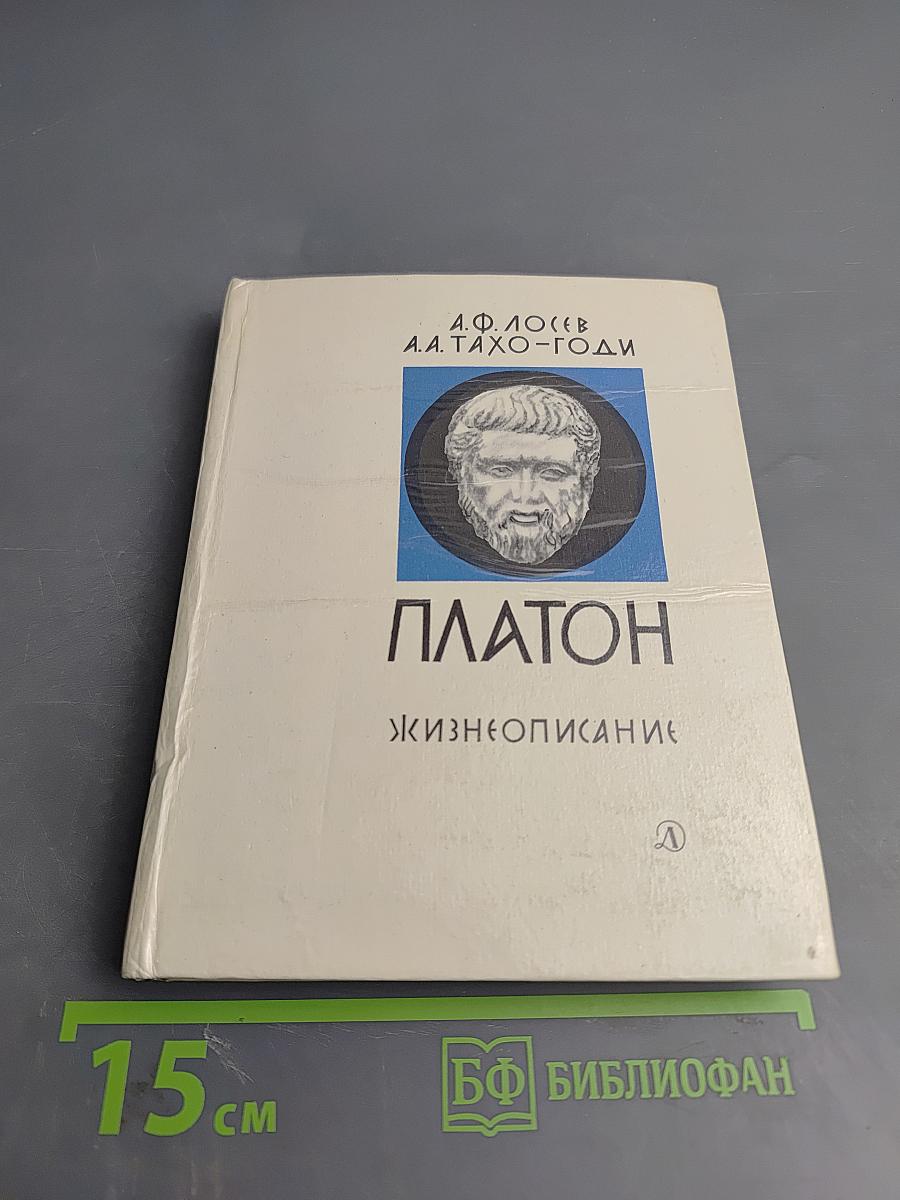 А.Ф.ЛОСЕВ
А.А.ТАХО-ГОДИ
ПЛАТОН
ЖИЗНЕОПИСАНИЕ
Д
15 см
БФ БИБЛИОФАН